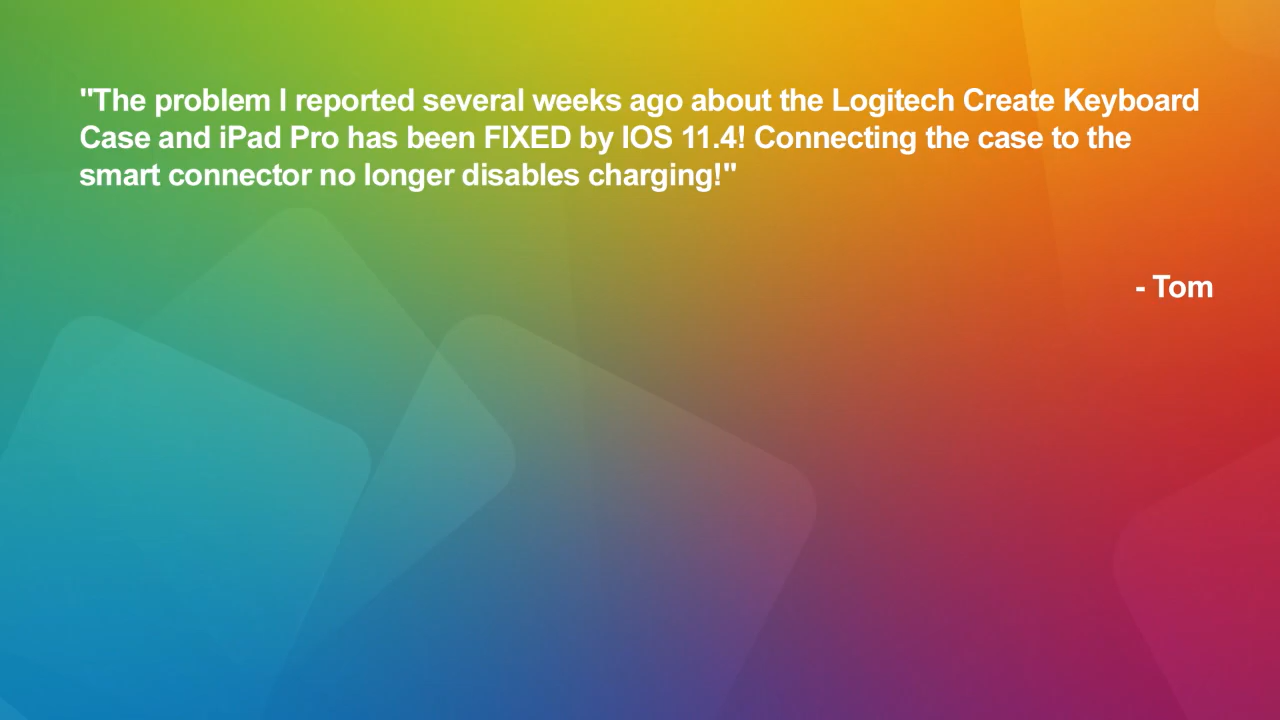 "The problem I reported several weeks ago about the Logitech Create Keyboard
Case and iPad Pro has been FIXED by IOS 11.4! Connecting the case to the
smart connector no longer disables charging!"
- Tom